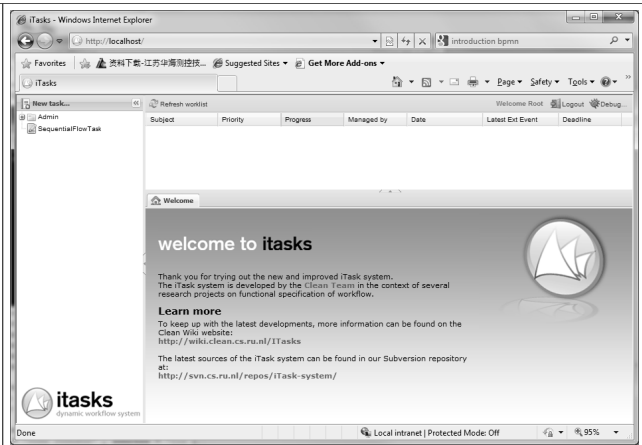 iTasks - Windows Internet Explorer
http://localhost/
introduction bpmn
Favorites 资料下载-江苏华海测控技... Suggested Sites Get More Add-ons
iTasks
Page Safety Tools
New task... Refresh worklist Welcome Root Logout Debug...
Admin
SequentialFlowTask
Subject Priority Progress Managed by Date Latest Ext Event Deadline
Welcome
welcome to itasks
Thank you for trying out the new and improved iTask system.
The iTask system is developed by the Clean Team in the context of several
research projects on functional specification of workflow.
Learn more
To keep up with the latest developments, more information can be found on the
Clean Wiki website:
http://wiki.clean.cs.ru.nl/ITasks
The latest sources of the iTask system can be found in our Subversion repository
at:
http://svn.cs.ru.nl/repos/iTask-system/
itasks
dynamic workflow system
Done Local intranet | Protected Mode: Off 95%